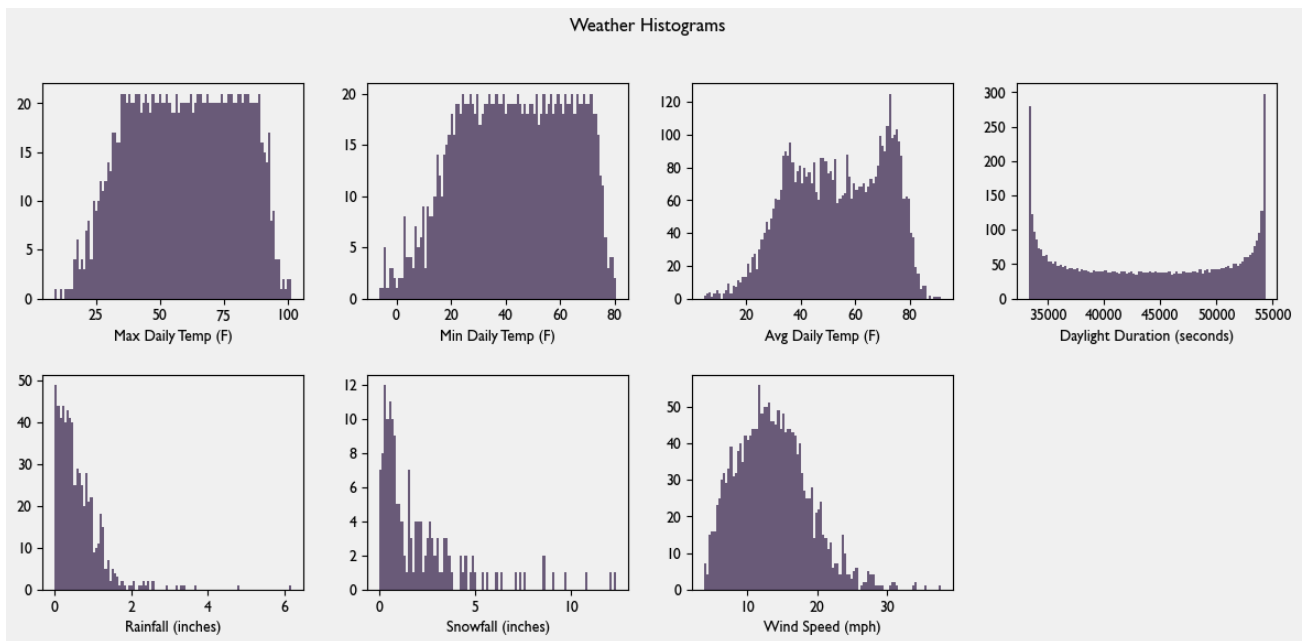 Weather Histograms
20
15
10
5
0
25 50 75 100
Max Daily Temp (F)
20
15
10
5
0
0 20 40 60 80
Min Daily Temp (F)
120
100
80
60
40
20
0
20 40 60 80
Avg Daily Temp (F)
300
250
200
150
100
50
0
35000 40000 45000 50000 55000
Daylight Duration (seconds)
50
40
30
20
10
0
0 2 4 6
Rainfall (inches)
12
10
8
6
4
2
0
0 5 10
Snowfall (inches)
50
40
30
20
10
0
10 20 30
Wind Speed (mph)